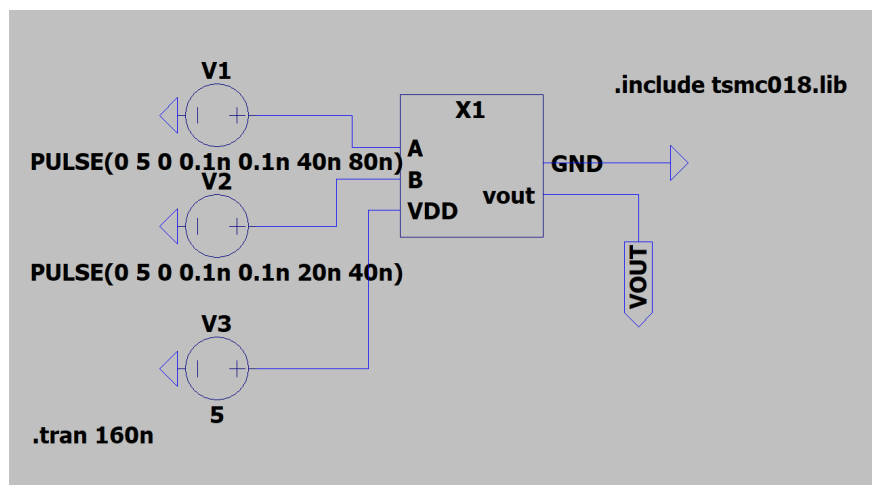 V1
.include tsmc018.lib
X1
PULSE(0 5 0 0.1n 0.1n 40n 80n)
A
GND
V2
B
vout
VDD
PULSE(0 5 0 0.1n 0.1n 20n 40n)
VOUT
V3
5
.tran 160n